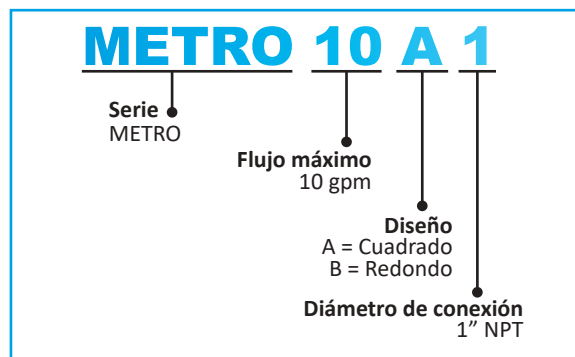 METRO 10 A 1
Serie
METRO
Flujo máximo
10 gpm
Diseño
A = Cuadrado
B = Redondo
Diámetro de conexión
1” NPT